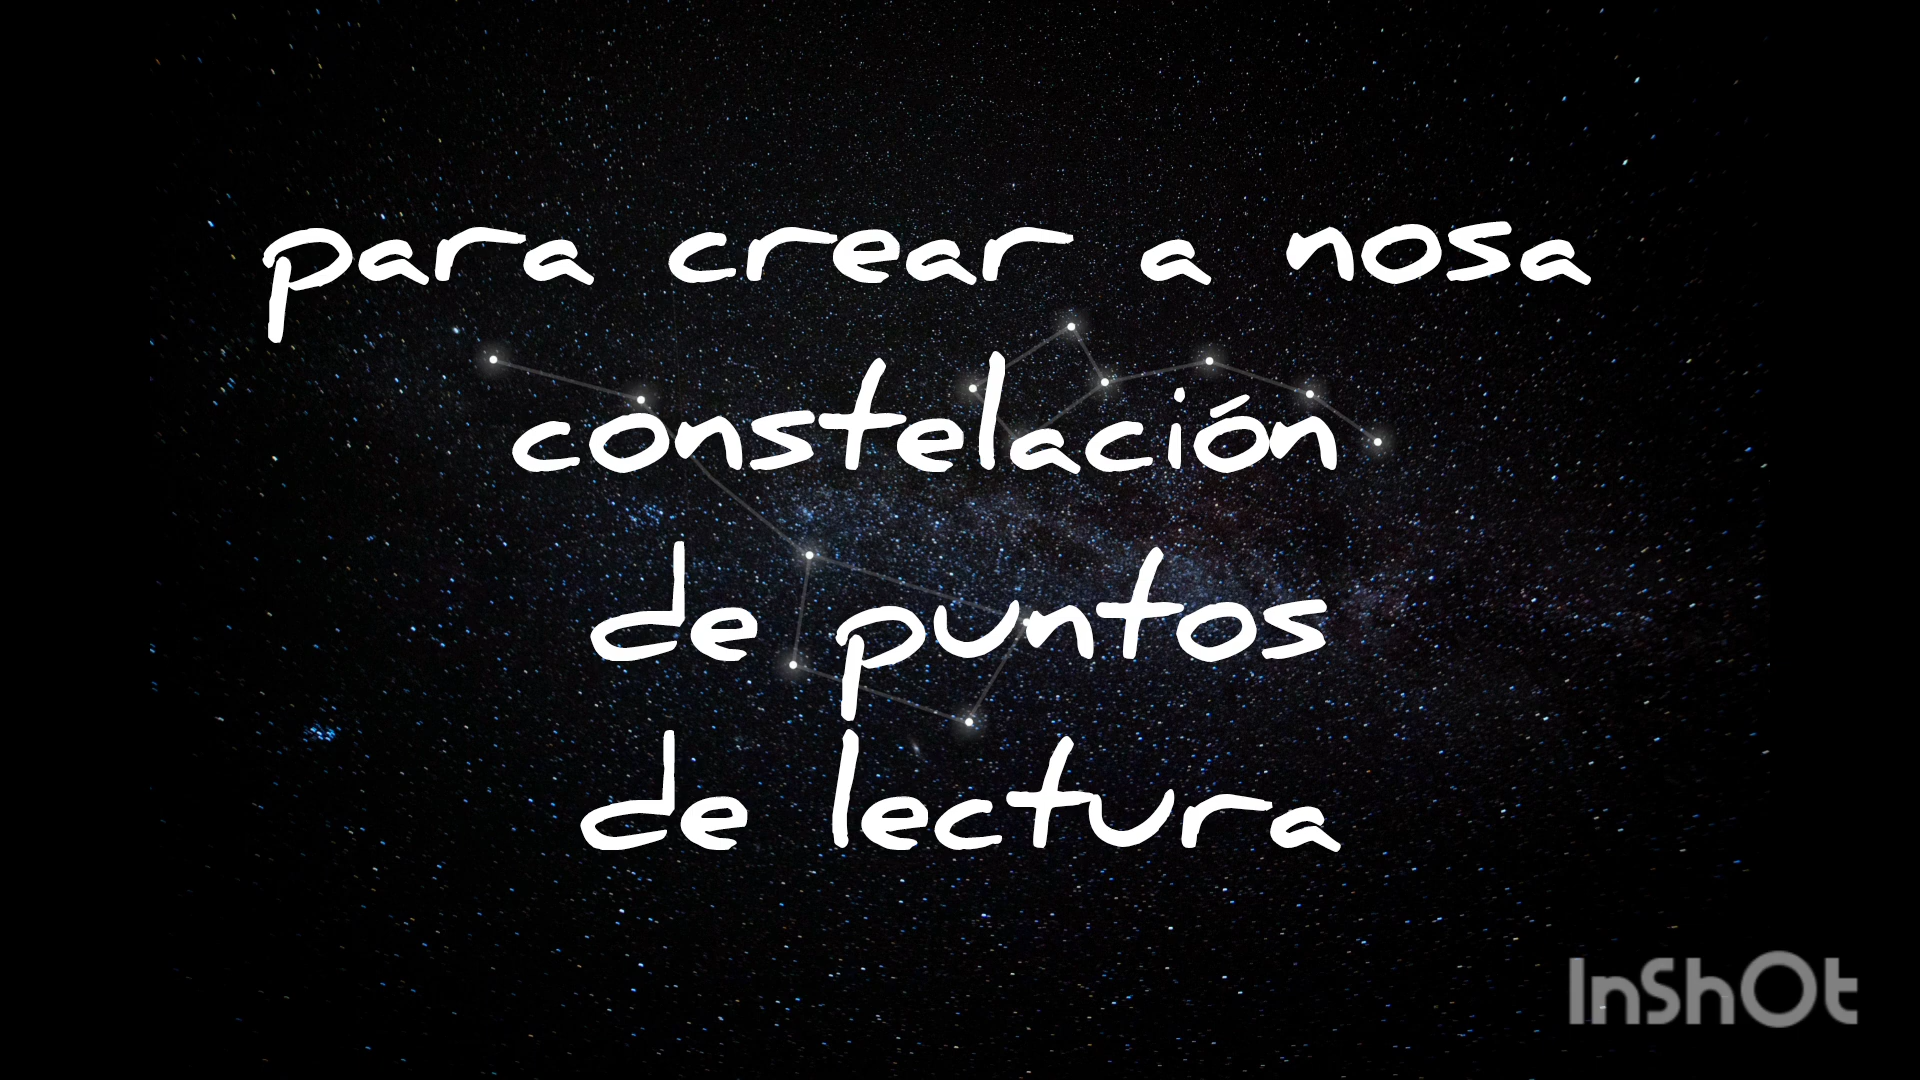 para crear a nosa
constelación
de puntos
de lectura
InShOt